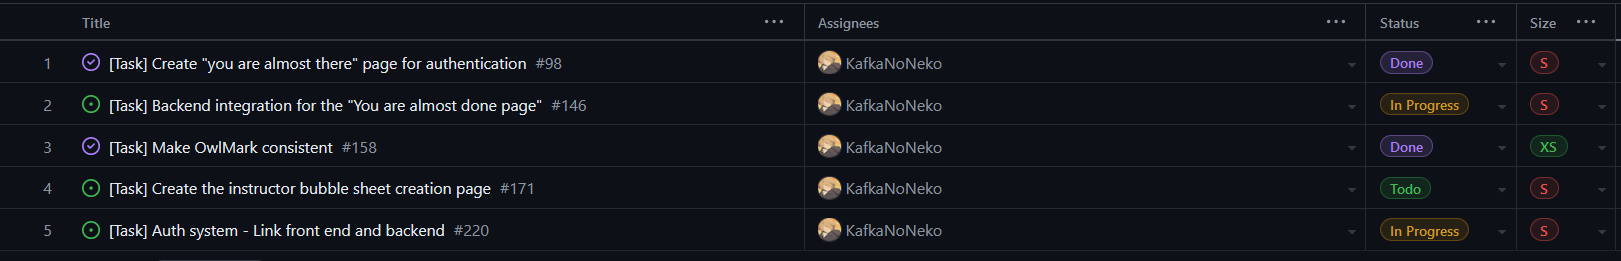 Title ... Assignees ... Status ... Size ...
1 [Task] Create "you are almost there" page for authentication #98 KafkaNoNeko Done S
2 [Task] Backend integration for the "You are almost done page" #146 KafkaNoNeko In Progress S
3 [Task] Make OwlMark consistent #158 KafkaNoNeko Done XS
4 [Task] Create the instructor bubble sheet creation page #171 KafkaNoNeko Todo S
5 [Task] Auth system - Link front end and backend #220 KafkaNoNeko In Progress S